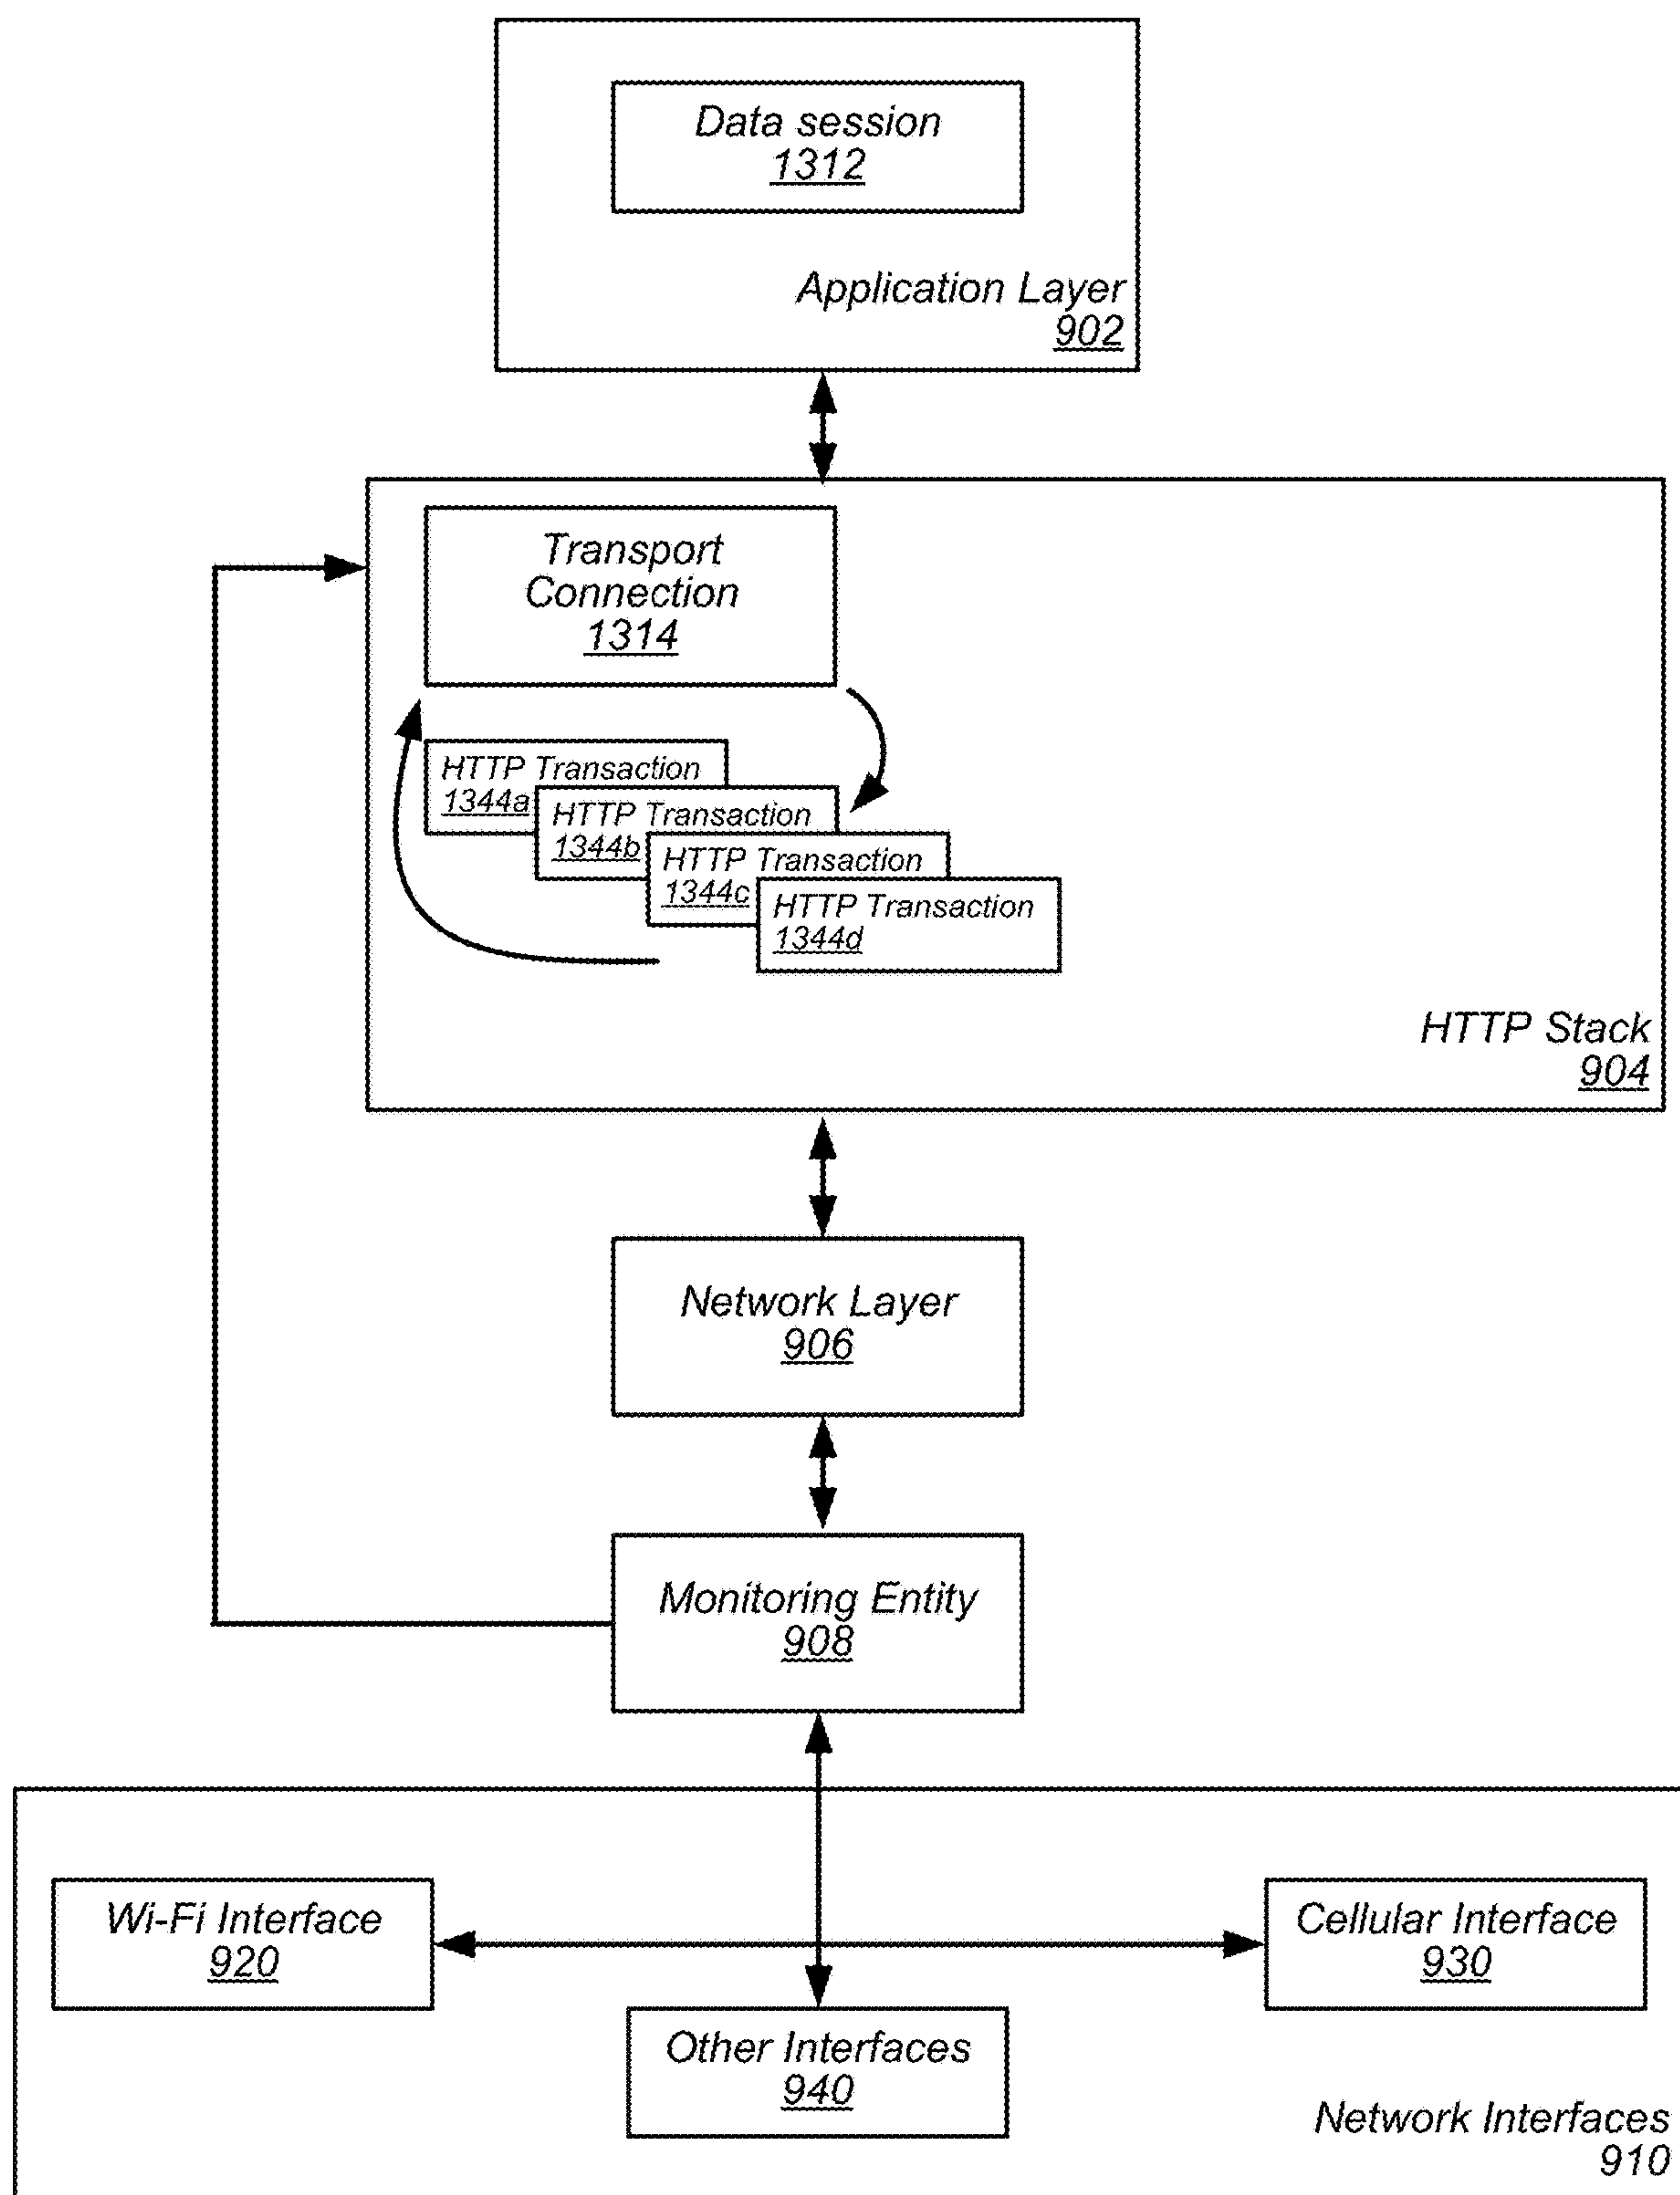 Data session
1312
Application Layer
902
Transport
Connection
1314
HTTP Transaction
1344a
HTTP Transaction
1344b
HTTP Transaction
1344c
HTTP Transaction
1344d
HTTP Stack
904
Network Layer
906
Monitoring Entity
908
Wi-Fi Interface
920
Cellular Interface
930
Other Interfaces
940
Network Interfaces
910